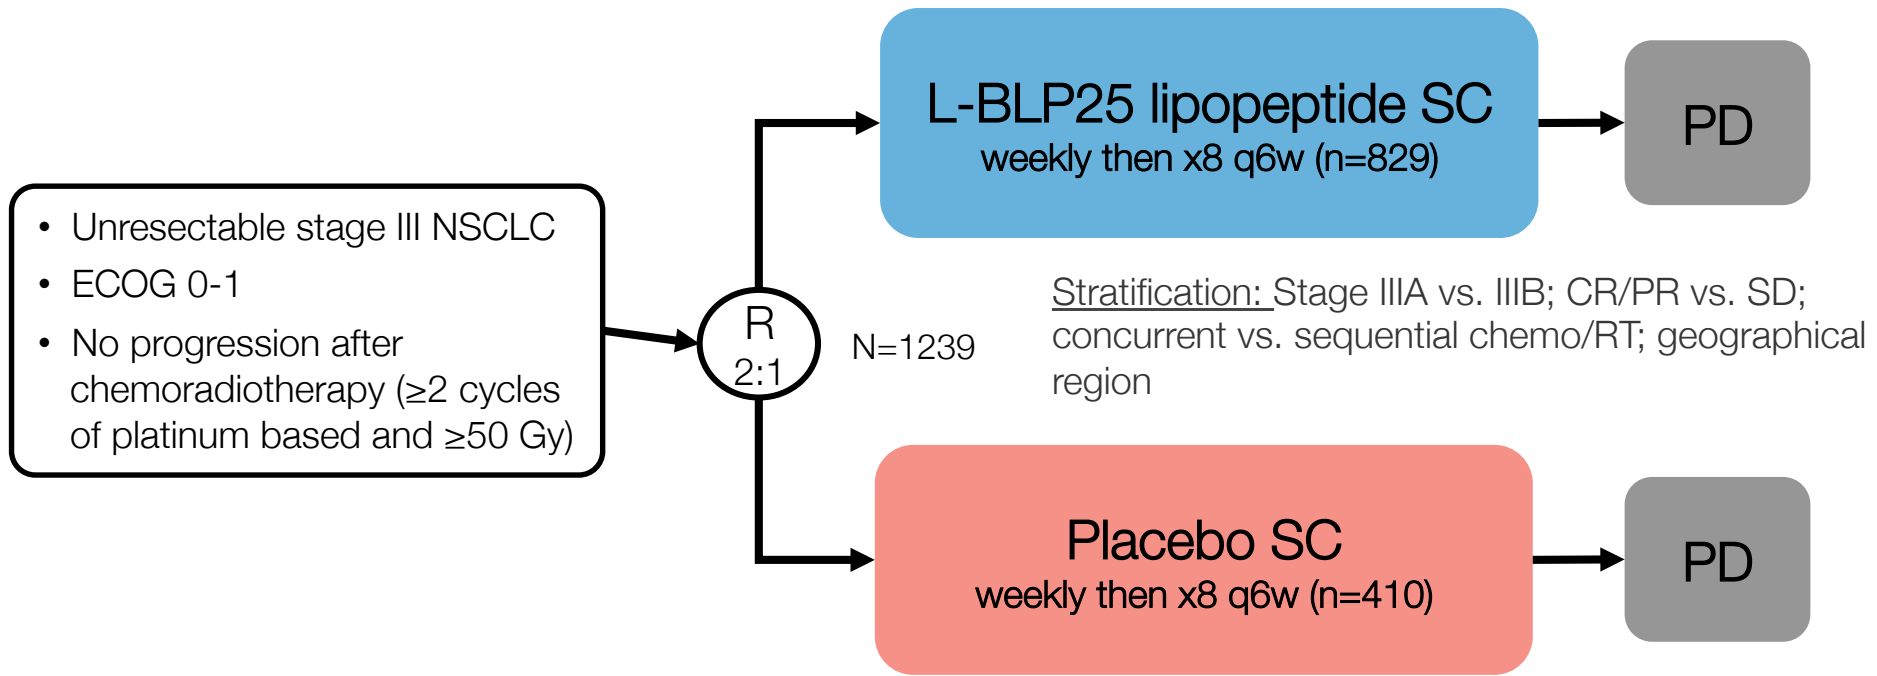 • Unresectable stage III NSCLC
• ECOG 0-1
• No progression after
chemoradiotherapy (≥2 cycles
of platinum based and ≥50 Gy)
R
2:1
N=1239
L-BLP25 lipopeptide SC
weekly then x8 q6w (n=829)
PD
Stratification: Stage IIIA vs. IIIB; CR/PR vs. SD;
concurrent vs. sequential chemo/RT; geographical
region
Placebo SC
weekly then x8 q6w (n=410)
PD